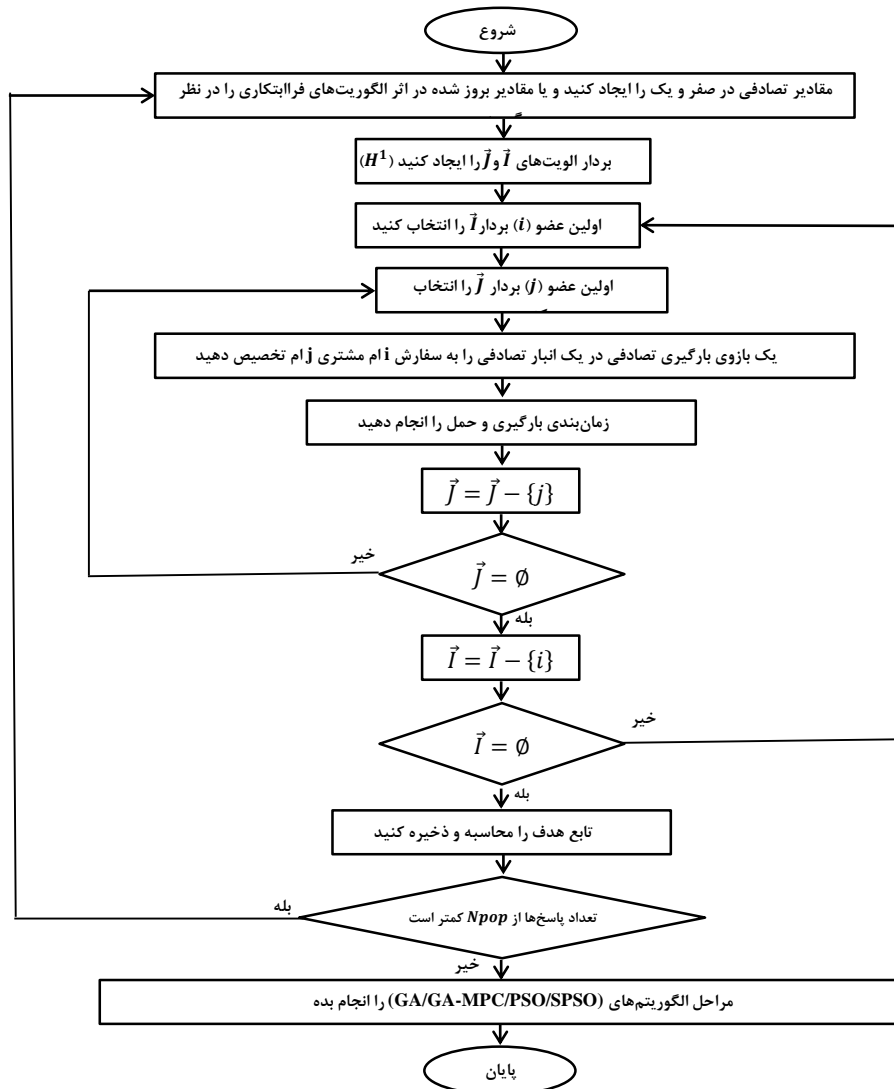 شروع
مقادیر تصادفی در صفر و یک را ایجاد کنید و یا مقادیر بروز شده در اثر الگوریت‌های فراابتکاری را در نظر
بردار الویت‌های I⃗ و J⃗ را ایجاد کنید (H¹)
اولین عضو (i) بردار I⃗ را انتخاب کنید
اولین عضو (j) بردار J⃗ را انتخاب
یک بازوی بارگیری تصادفی در یک انبار تصادفی را به سفارش i ام مشتری j ام تخصیص دهید
زمان‌بندی بارگیری و حمل را انجام دهید
J⃗ = J⃗ − {j}
خیر
J⃗ = ∅
بله
I⃗ = I⃗ − {i}
خیر
I⃗ = ∅
بله
تابع هدف را محاسبه و ذخیره کنید
بله
تعداد پاسخ‌ها از Npop کمتر است
خیر
مراحل الگوریتم‌های (GA/GA-MPC/PSO/SPSO) را انجام بده
پایان